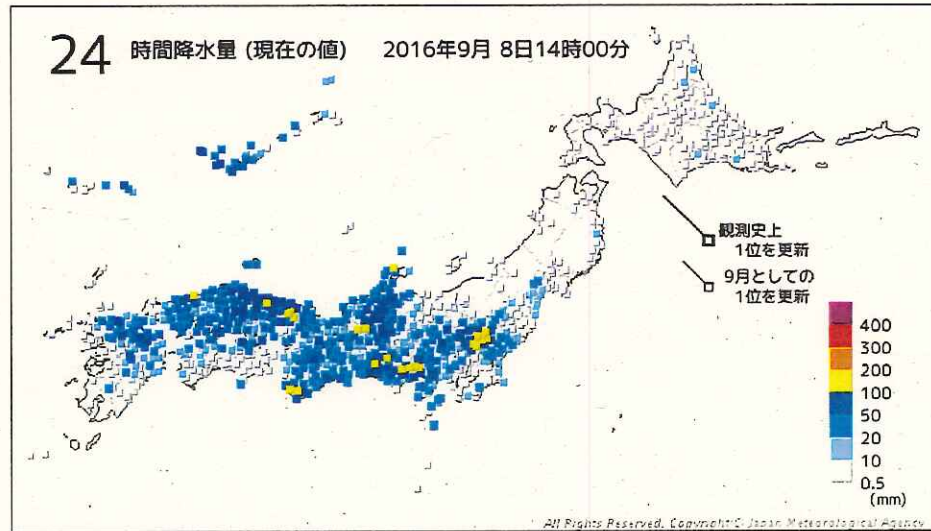 24 時間降水量 (現在の値) 2016年9月 8日14時00分
観測史上
1位を更新
9月としての
1位を更新
400
300
200
100
50
20
10
0.5
(mm)
All Rights Reserved. Copyright © Japan Meteorological Agency